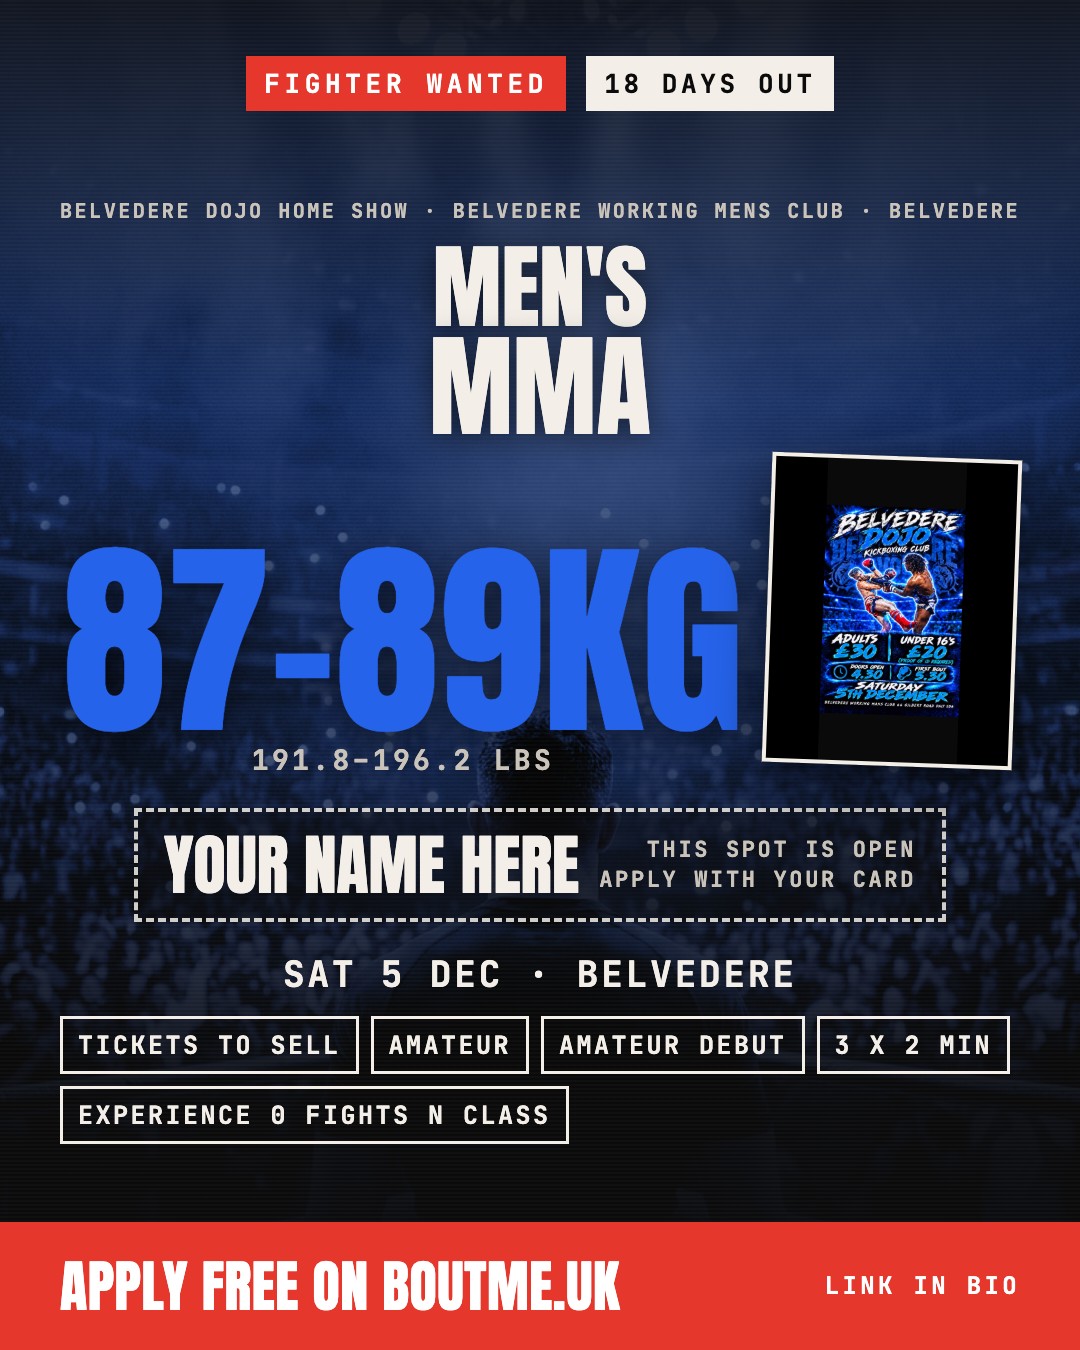 FIGHTER WANTED
18 DAYS OUT
BELVEDERE DOJO HOME SHOW · BELVEDERE WORKING MENS CLUB · BELVEDERE
MEN'S
MMA
87-89KG
191.8–196.2 LBS
BELVEDERE
DOJO
KICKBOXING CLUB
ADULTS
£30
UNDER 16'S
£20
DOORS OPEN
4.30
FIRST BOUT
5.30
SATURDAY
5TH DECEMBER
YOUR NAME HERE
THIS SPOT IS OPEN
APPLY WITH YOUR CARD
SAT 5 DEC · BELVEDERE
TICKETS TO SELL
AMATEUR
AMATEUR DEBUT
3 X 2 MIN
EXPERIENCE 0 FIGHTS N CLASS
APPLY FREE ON BOUTME.UK
LINK IN BIO